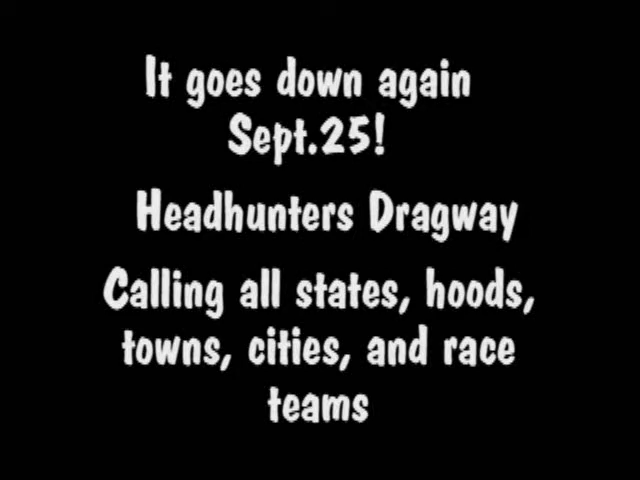 It goes down again
Sept.25!
Headhunters Dragway
Calling all states, hoods,
towns, cities, and race
teams